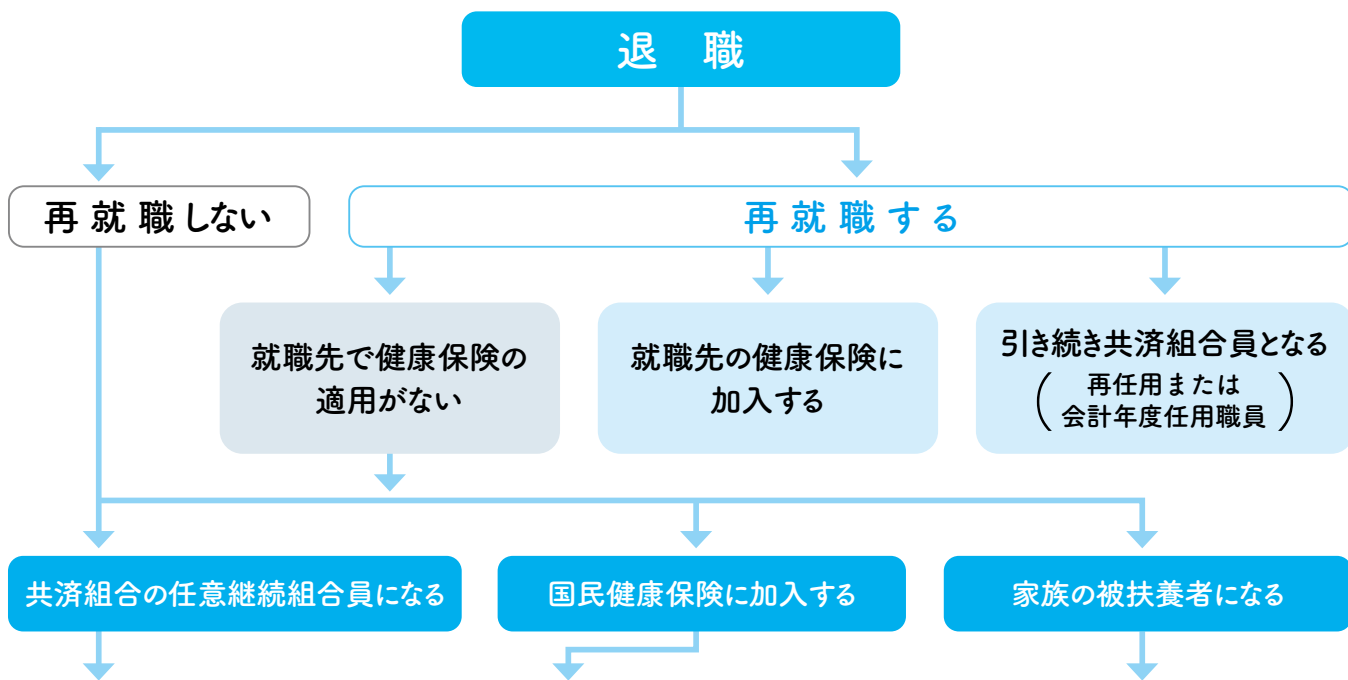 退　職
再就職しない
再就職する
就職先で健康保険の
適用がない
就職先の健康保険に
加入する
引き続き共済組合員となる
（再任用または
会計年度任用職員）
共済組合の任意継続組合員になる
国民健康保険に加入する
家族の被扶養者になる